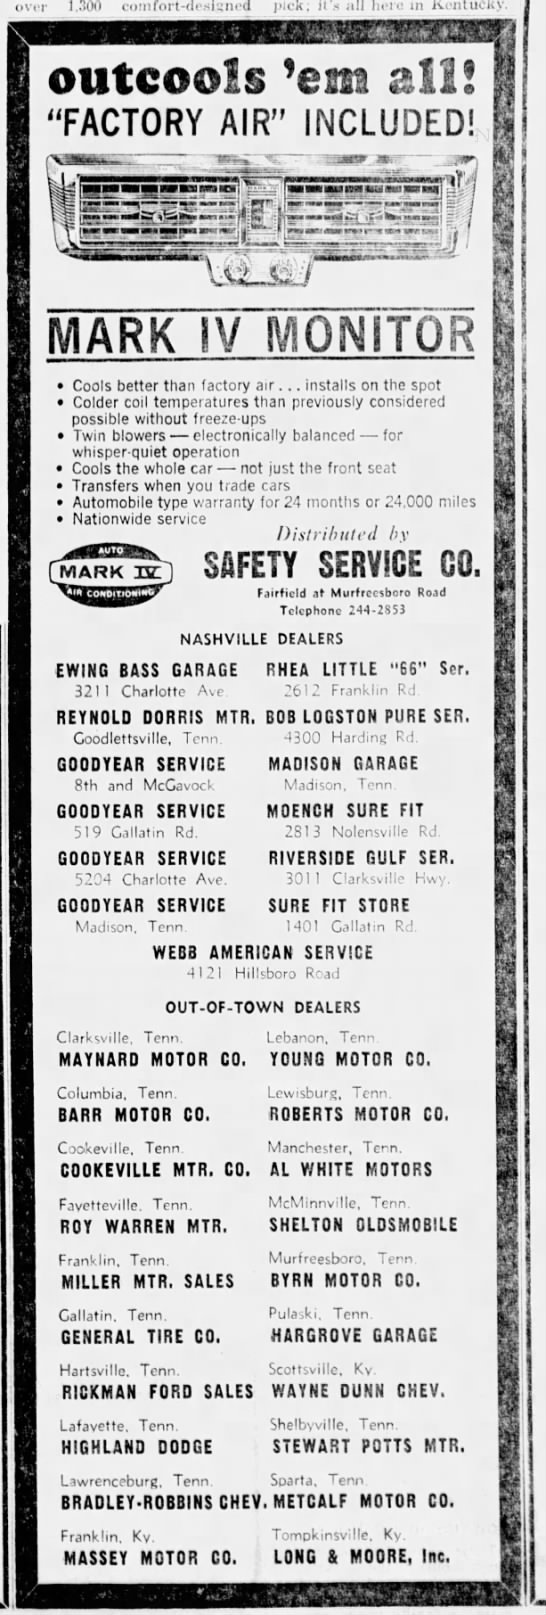 over 1,300 comfort-designed pick; it's all here in Kentucky.
outcools 'em all!
"FACTORY AIR" INCLUDED!
MARK IV MONITOR
• Cools better than factory air . . . installs on the spot
• Colder coil temperatures than previously considered
possible without freeze-ups
• Twin blowers — electronically balanced — for
whisper-quiet operation
• Cools the whole car — not just the front seat
• Transfers when you trade cars
• Automobile type warranty for 24 months or 24,000 miles
• Nationwide service
Distributed by
AUTO
MARK IV
AIR CONDITIONING
SAFETY SERVICE CO.
Fairfield at Murfreesboro Road
Telephone 244-2853
NASHVILLE DEALERS
EWING BASS GARAGE
3211 Charlotte Ave.
RHEA LITTLE "66" Ser.
2612 Franklin Rd.
REYNOLD DORRIS MTR.
Goodlettsville, Tenn.
BOB LOGSTON PURE SER.
4300 Harding Rd.
GOODYEAR SERVICE
8th and McGavock
MADISON GARAGE
Madison, Tenn.
GOODYEAR SERVICE
519 Gallatin Rd.
MOENCH SURE FIT
2813 Nolensville Rd.
GOODYEAR SERVICE
5204 Charlotte Ave.
RIVERSIDE GULF SER.
3011 Clarksville Hwy.
GOODYEAR SERVICE
Madison, Tenn.
SURE FIT STORE
1401 Gallatin Rd.
WEBB AMERICAN SERVICE
4121 Hillsboro Road
OUT-OF-TOWN DEALERS
Clarksville, Tenn.
MAYNARD MOTOR CO.
Lebanon, Tenn.
YOUNG MOTOR CO.
Columbia, Tenn.
BARR MOTOR CO.
Lewisburg, Tenn.
ROBERTS MOTOR CO.
Cookeville, Tenn.
COOKEVILLE MTR. CO.
Manchester, Tenn.
AL WHITE MOTORS
Fayetteville, Tenn.
ROY WARREN MTR.
McMinnville, Tenn.
SHELTON OLDSMOBILE
Franklin, Tenn.
MILLER MTR. SALES
Murfreesboro, Tenn.
BYRN MOTOR CO.
Gallatin, Tenn.
GENERAL TIRE CO.
Pulaski, Tenn.
HARGROVE GARAGE
Hartsville, Tenn.
RICKMAN FORD SALES
Scottsville, Ky.
WAYNE DUNN CHEV.
Lafayette, Tenn.
HIGHLAND DODGE
Shelbyville, Tenn.
STEWART POTTS MTR.
Lawrenceburg, Tenn.
BRADLEY-ROBBINS CHEV.
Sparta, Tenn.
METCALF MOTOR CO.
Franklin, Ky.
MASSEY MOTOR CO.
Tompkinsville, Ky.
LONG & MOORE, Inc.